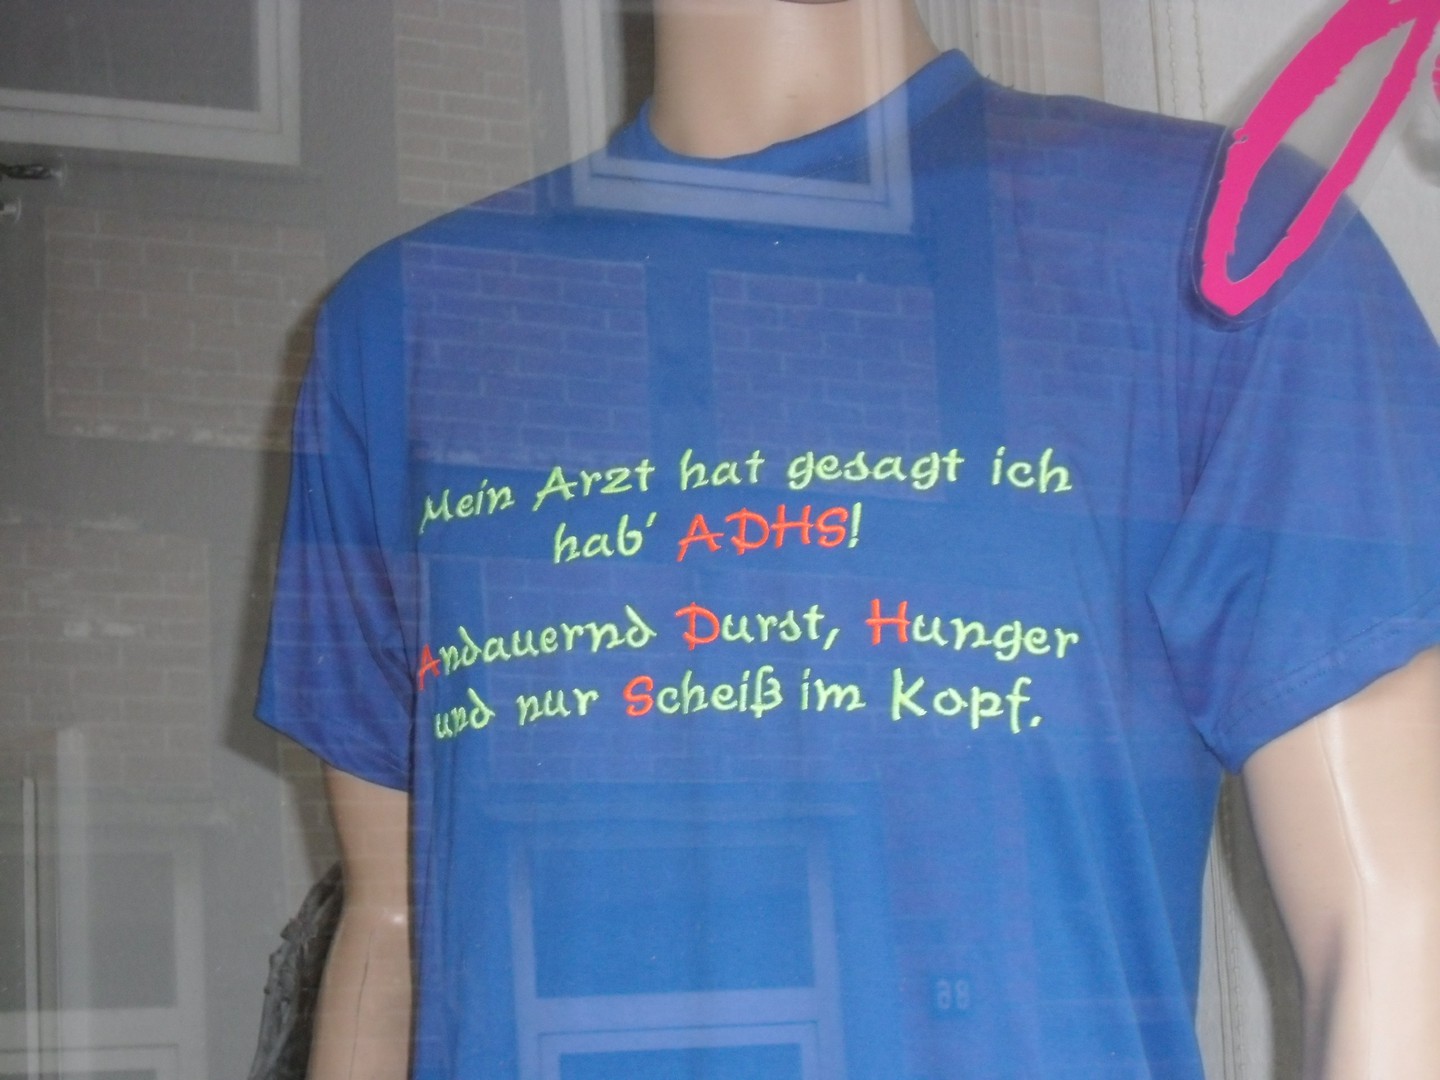 Mein Arzt hat gesagt ich
hab' ADHS!
Andauernd Durst, Hunger
und nur Scheiß im Kopf.